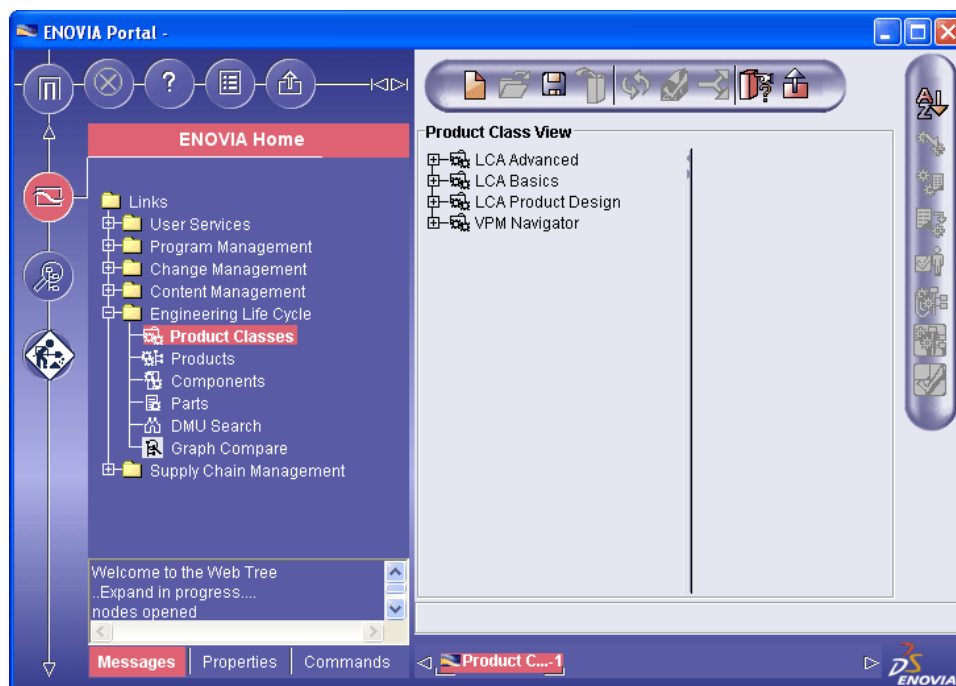 ENOVIA Portal -
?
ENOVIA Home
Links
User Services
Program Management
Change Management
Content Management
Engineering Life Cycle
Product Classes
Products
Components
Parts
DMU Search
Graph Compare
Supply Chain Management
Welcome to the Web Tree
..Expand in progress....
nodes opened
Messages
Properties
Commands
Product Class View
LCA Advanced
LCA Basics
LCA Product Design
VPM Navigator
Product C...-1
AZ
ENOVIA